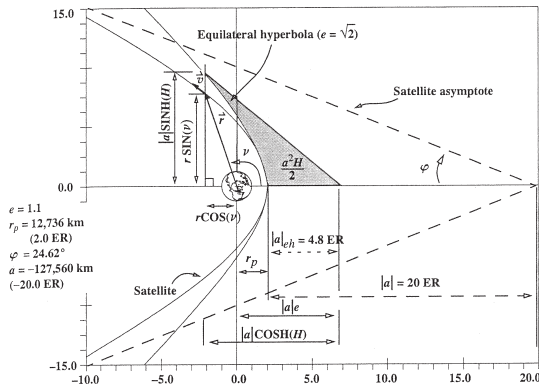 15.0
Equilateral hyperbola (e = √2)
Satellite asymptote
v⃗
|a|SINH(H)
r SIN(ν)
r⃗
ν
φ
a²H
2
0.0
e = 1.1
r_p = 12,736 km
(2.0 ER)
φ = 24.62°
a = −127,560 km
(−20.0 ER)
rCOS(ν)
|a|_eh = 4.8 ER
r_p
Satellite
|a| = 20 ER
|a|e
|a|COSH(H)
−15.0
−10.0 −5.0 0.0 5.0 10.0 15.0 20.0